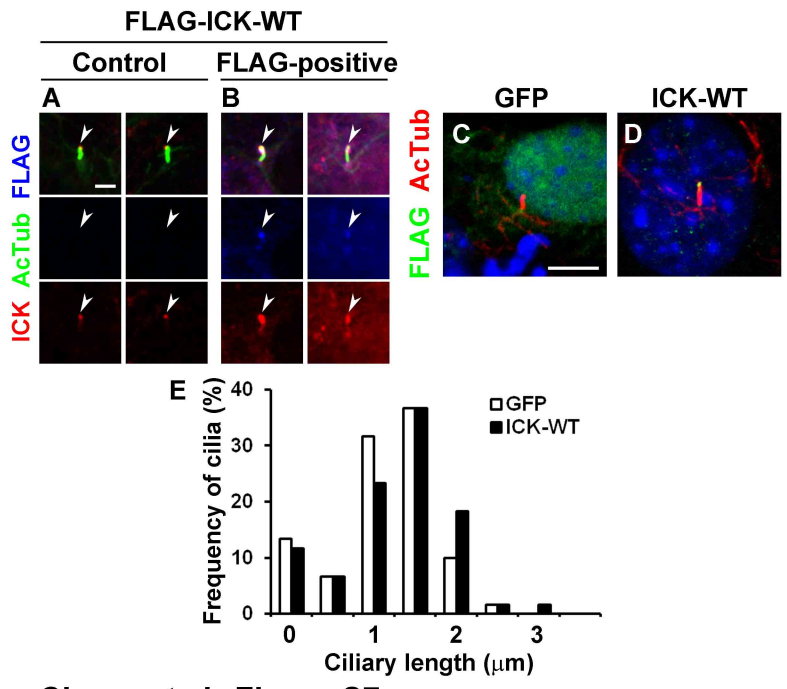 FLAG-ICK-WT
Control FLAG-positive
A B
ICK AcTub FLAG
GFP ICK-WT
C D
FLAG AcTub
E
Frequency of cilia (%)
40
30
20
10
0
GFP
ICK-WT
0 1 2 3
Ciliary length (μm)